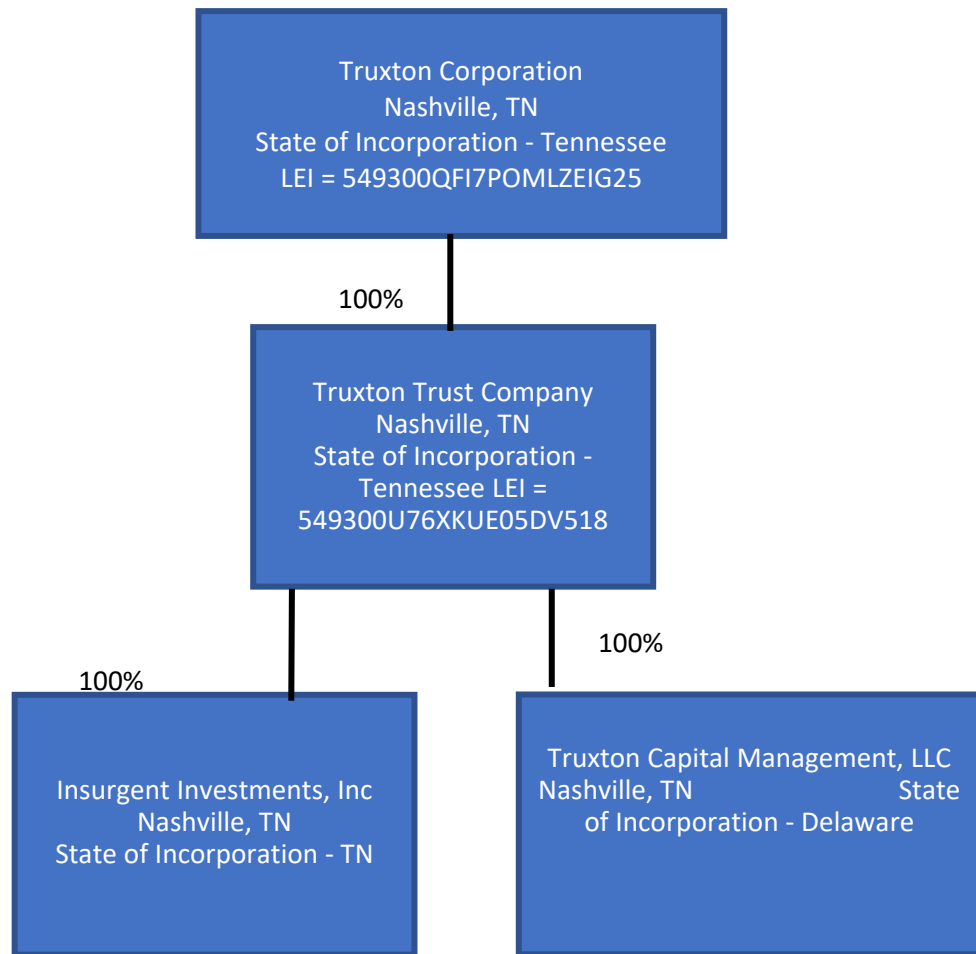 Truxton Corporation
Nashville, TN
State of Incorporation - Tennessee
LEI = 549300QFI7POMLZEIG25
100%
Truxton Trust Company
Nashville, TN
State of Incorporation -
Tennessee LEI =
549300U76XKUE05DV518
100%
100%
Insurgent Investments, Inc
Nashville, TN
State of Incorporation - TN
Truxton Capital Management, LLC
Nashville, TN State
of Incorporation - Delaware